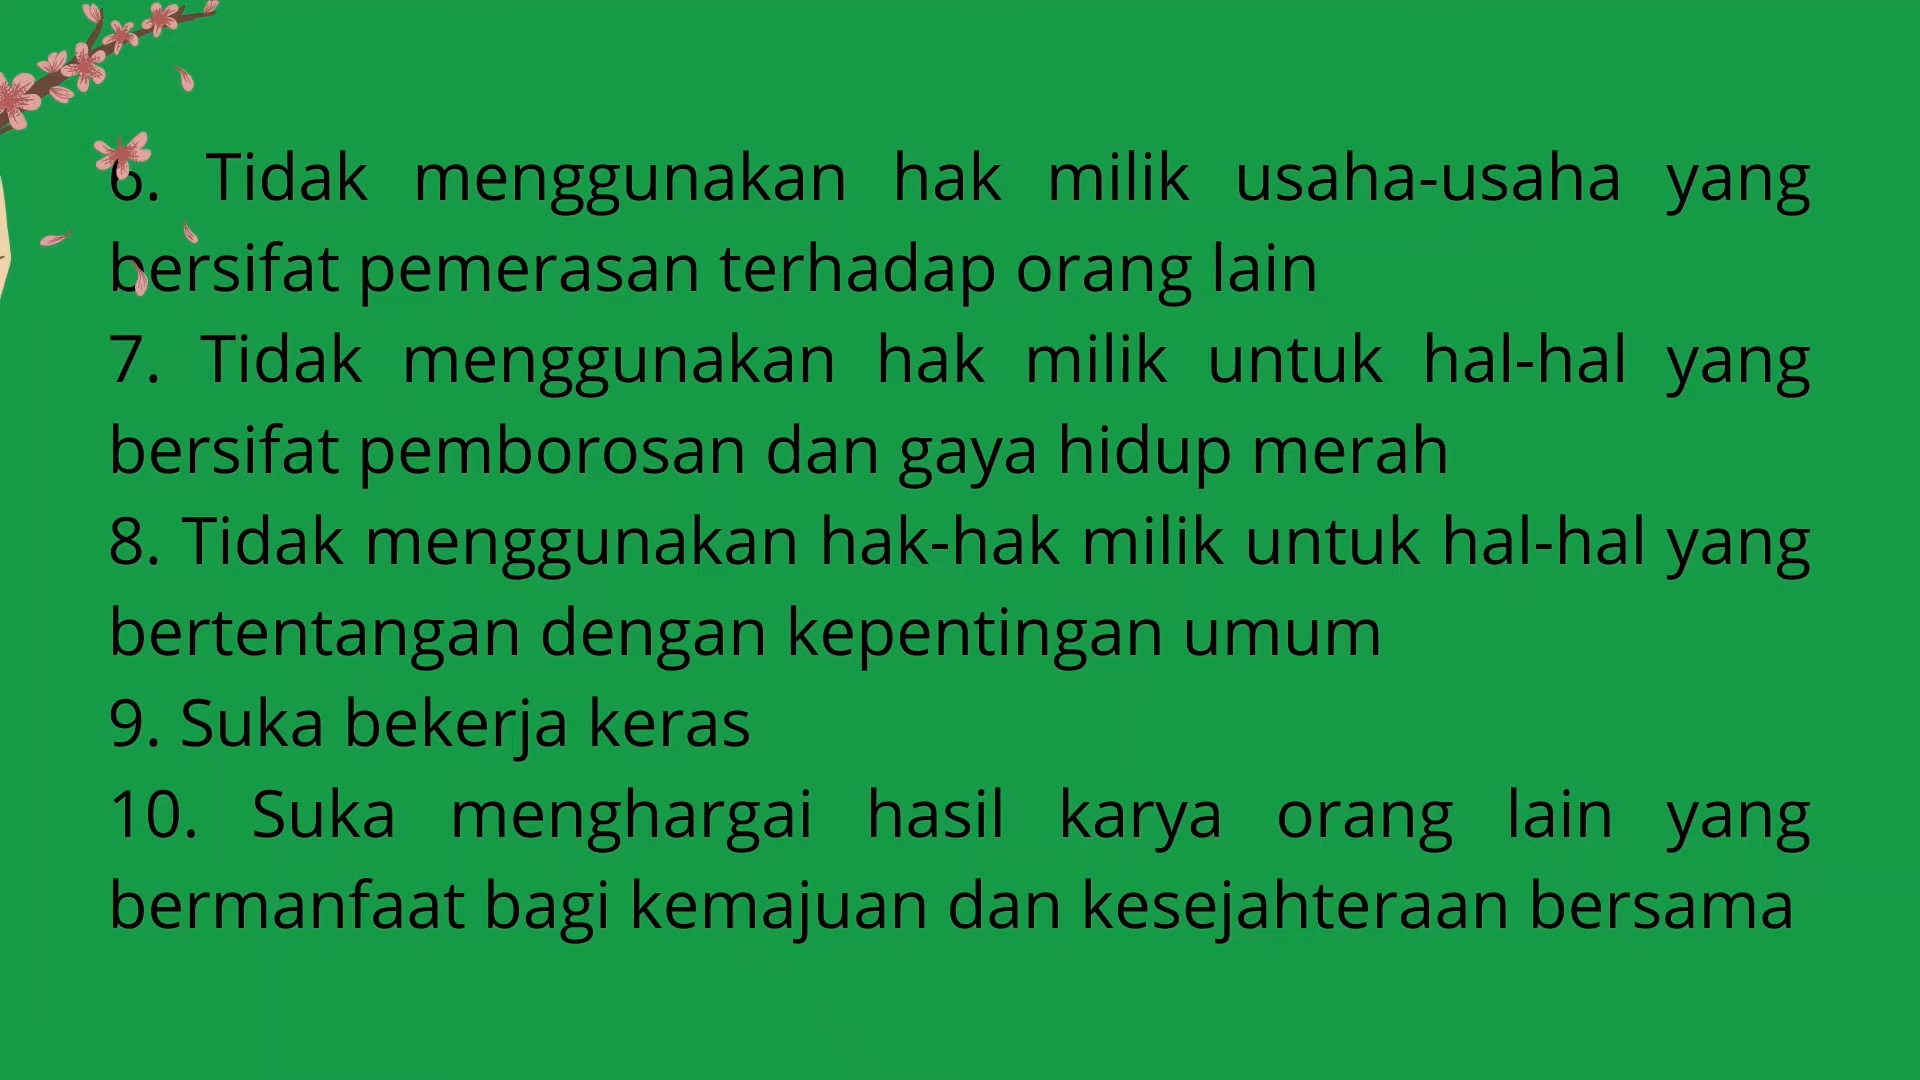 6. Tidak menggunakan hak milik usaha-usaha yang
bersifat pemerasan terhadap orang lain
7. Tidak menggunakan hak milik untuk hal-hal yang
bersifat pemborosan dan gaya hidup merah
8. Tidak menggunakan hak-hak milik untuk hal-hal yang
bertentangan dengan kepentingan umum
9. Suka bekerja keras
10. Suka menghargai hasil karya orang lain yang
bermanfaat bagi kemajuan dan kesejahteraan bersama